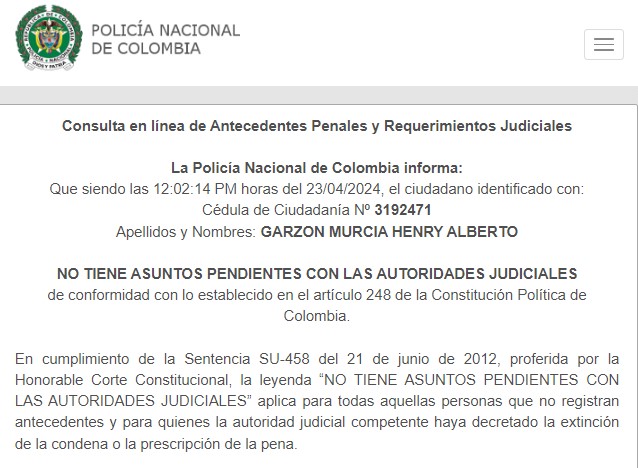 POLICÍA NACIONAL
DE COLOMBIA
Consulta en línea de Antecedentes Penales y Requerimientos Judiciales
La Policía Nacional de Colombia informa:
Que siendo las 12:02:14 PM horas del 23/04/2024, el ciudadano identificado con:
Cédula de Ciudadanía Nº 3192471
Apellidos y Nombres: GARZON MURCIA HENRY ALBERTO
NO TIENE ASUNTOS PENDIENTES CON LAS AUTORIDADES JUDICIALES
de conformidad con lo establecido en el artículo 248 de la Constitución Política de
Colombia.
En cumplimiento de la Sentencia SU-458 del 21 de junio de 2012, proferida por la
Honorable Corte Constitucional, la leyenda “NO TIENE ASUNTOS PENDIENTES CON
LAS AUTORIDADES JUDICIALES” aplica para todas aquellas personas que no registran
antecedentes y para quienes la autoridad judicial competente haya decretado la extinción
de la condena o la prescripción de la pena.